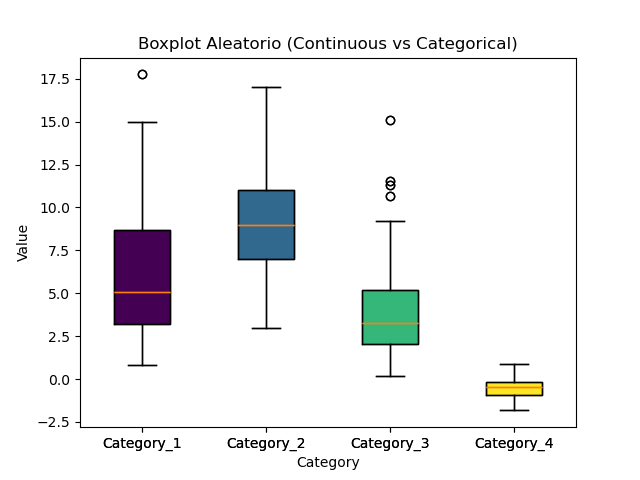 Boxplot Aleatorio (Continuous vs Categorical)
17.5
15.0
12.5
10.0
7.5
5.0
2.5
0.0
−2.5
Value
Category_1 Category_2 Category_3 Category_4
Category